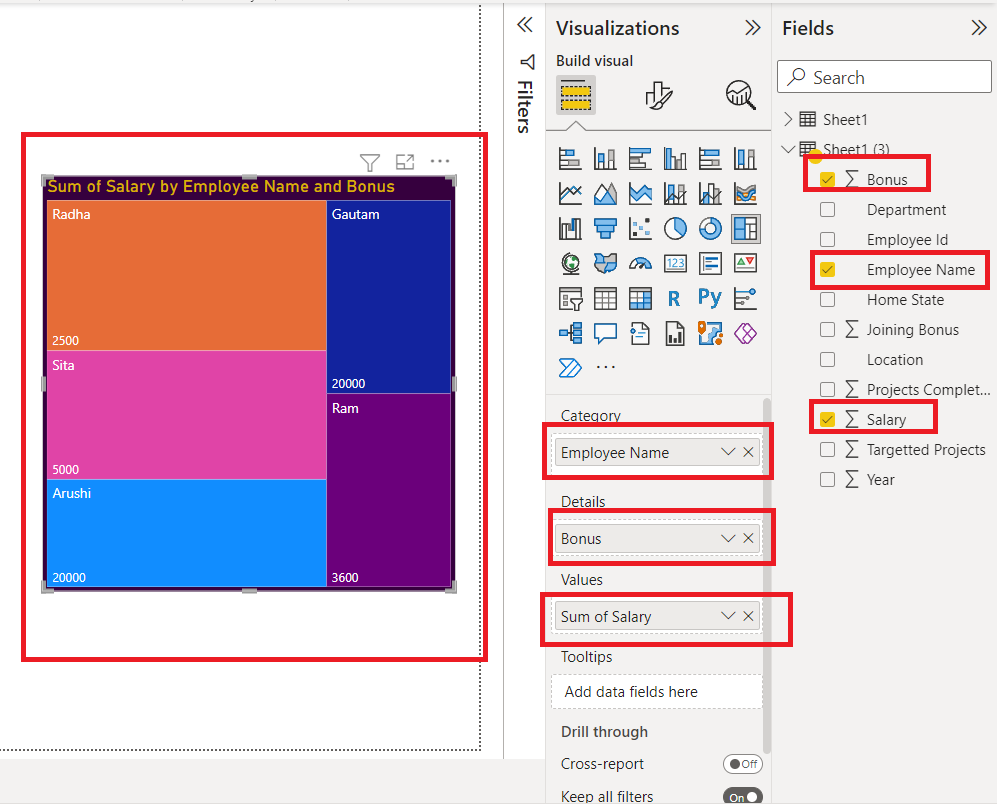 Sum of Salary by Employee Name and Bonus
Radha
2500
Sita
5000
Arushi
20000
Gautam
20000
Ram
3600
Filters
Visualizations
Build visual
123
R
Py
Category
Employee Name
Details
Bonus
Values
Sum of Salary
Tooltips
Add data fields here
Drill through
Cross-report
Off
Keep all filters
On
Fields
Search
Sheet1
Sheet1 (3)
∑ Bonus
Department
Employee Id
Employee Name
Home State
∑ Joining Bonus
Location
∑ Projects Complet...
∑ Salary
∑ Targetted Projects
∑ Year